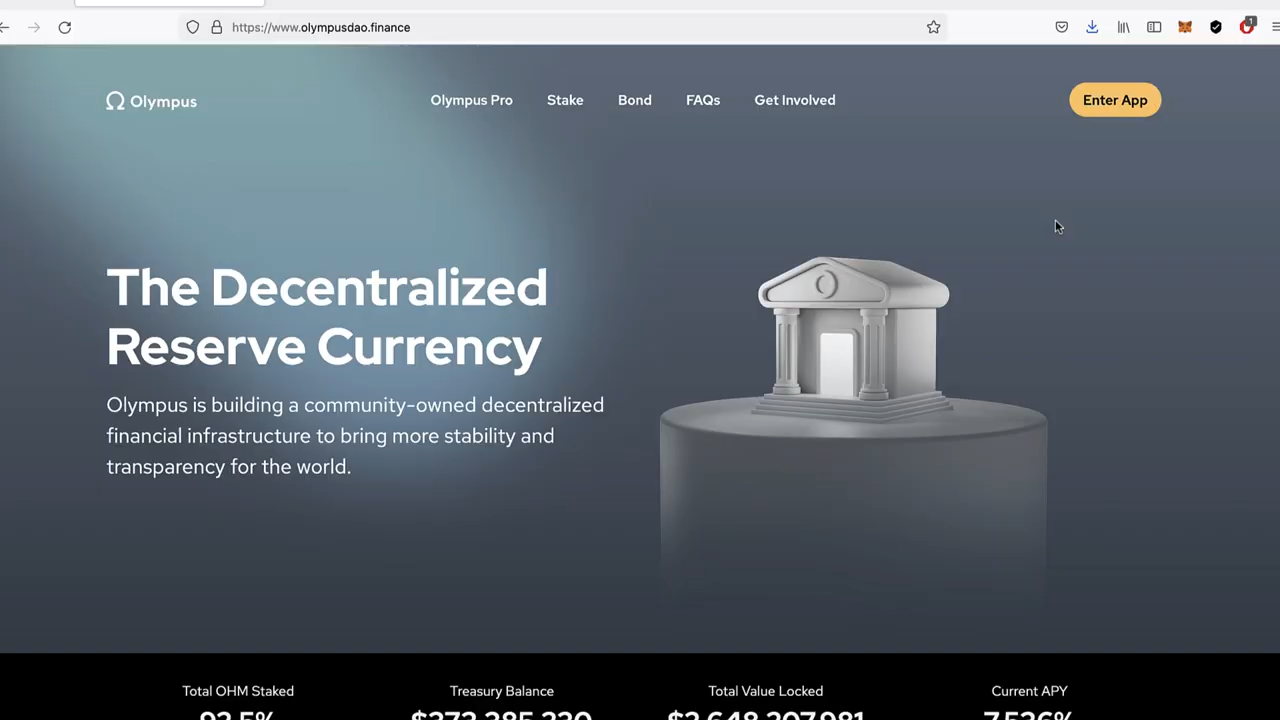 https://www.olympusdao.finance
1
Olympus
Olympus Pro
Stake
Bond
FAQs
Get Involved
Enter App
The Decentralized
Reserve Currency
Olympus is building a community-owned decentralized
financial infrastructure to bring more stability and
transparency for the world.
Total OHM Staked
Treasury Balance
Total Value Locked
Current APY